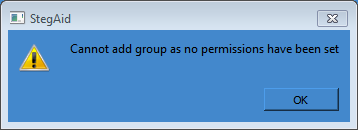 StegAid
Cannot add group as no permissions have been set
OK